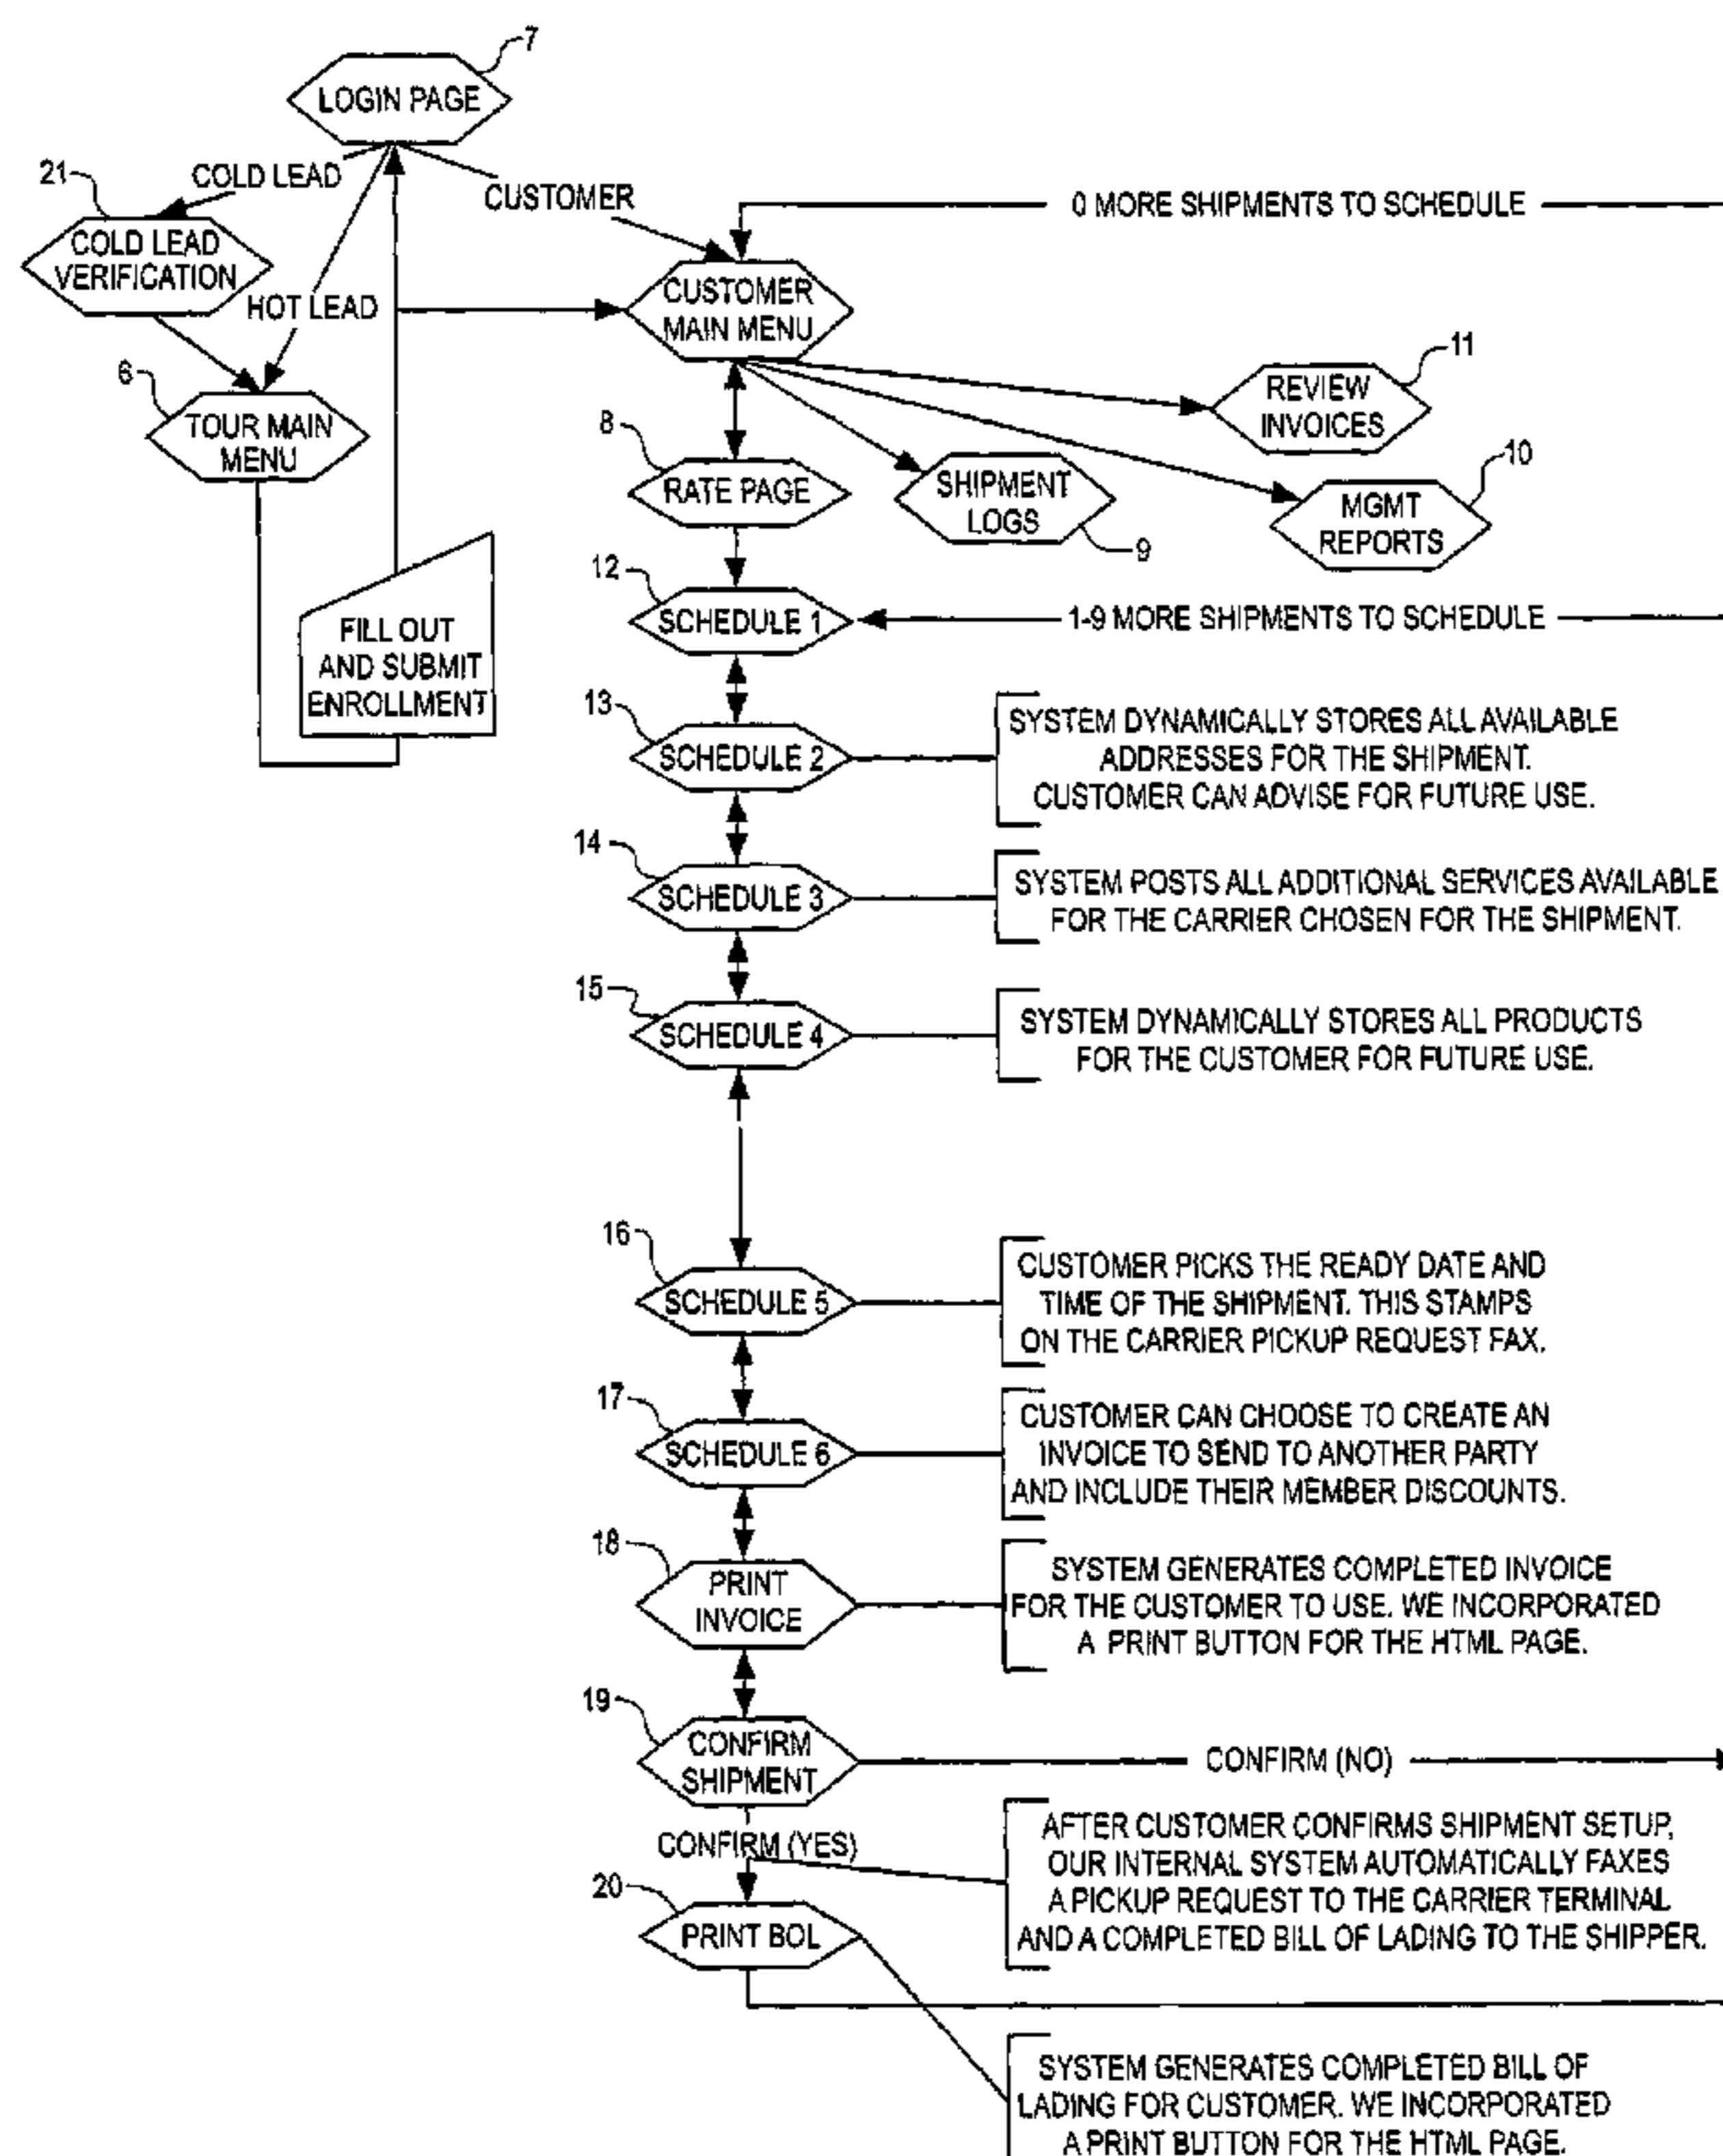 7
LOGIN PAGE
21
COLD LEAD
CUSTOMER
0 MORE SHIPMENTS TO SCHEDULE
COLD LEAD
VERIFICATION
HOT LEAD
CUSTOMER
MAIN MENU
6
TOUR MAIN
MENU
11
REVIEW
INVOICES
8
RATE PAGE
SHIPMENT
LOGS
9
10
MGMT
REPORTS
12
SCHEDULE 1
1-9 MORE SHIPMENTS TO SCHEDULE
FILL OUT
AND SUBMIT
ENROLLMENT
13
SCHEDULE 2
SYSTEM DYNAMICALLY STORES ALL AVAILABLE
ADDRESSES FOR THE SHIPMENT.
CUSTOMER CAN ADVISE FOR FUTURE USE.
14
SCHEDULE 3
SYSTEM POSTS ALL ADDITIONAL SERVICES AVAILABLE
FOR THE CARRIER CHOSEN FOR THE SHIPMENT.
15
SCHEDULE 4
SYSTEM DYNAMICALLY STORES ALL PRODUCTS
FOR THE CUSTOMER FOR FUTURE USE.
16
SCHEDULE 5
CUSTOMER PICKS THE READY DATE AND
TIME OF THE SHIPMENT. THIS STAMPS
ON THE CARRIER PICKUP REQUEST FAX.
17
SCHEDULE 6
CUSTOMER CAN CHOOSE TO CREATE AN
INVOICE TO SEND TO ANOTHER PARTY
AND INCLUDE THEIR MEMBER DISCOUNTS.
18
PRINT
INVOICE
SYSTEM GENERATES COMPLETED INVOICE
FOR THE CUSTOMER TO USE. WE INCORPORATED
A PRINT BUTTON FOR THE HTML PAGE.
19
CONFIRM
SHIPMENT
CONFIRM (NO)
CONFIRM (YES)
AFTER CUSTOMER CONFIRMS SHIPMENT SETUP,
OUR INTERNAL SYSTEM AUTOMATICALLY FAXES
A PICKUP REQUEST TO THE CARRIER TERMINAL
AND A COMPLETED BILL OF LADING TO THE SHIPPER.
20
PRINT BOL
SYSTEM GENERATES COMPLETED BILL OF
LADING FOR CUSTOMER. WE INCORPORATED
A PRINT BUTTON FOR THE HTML PAGE.